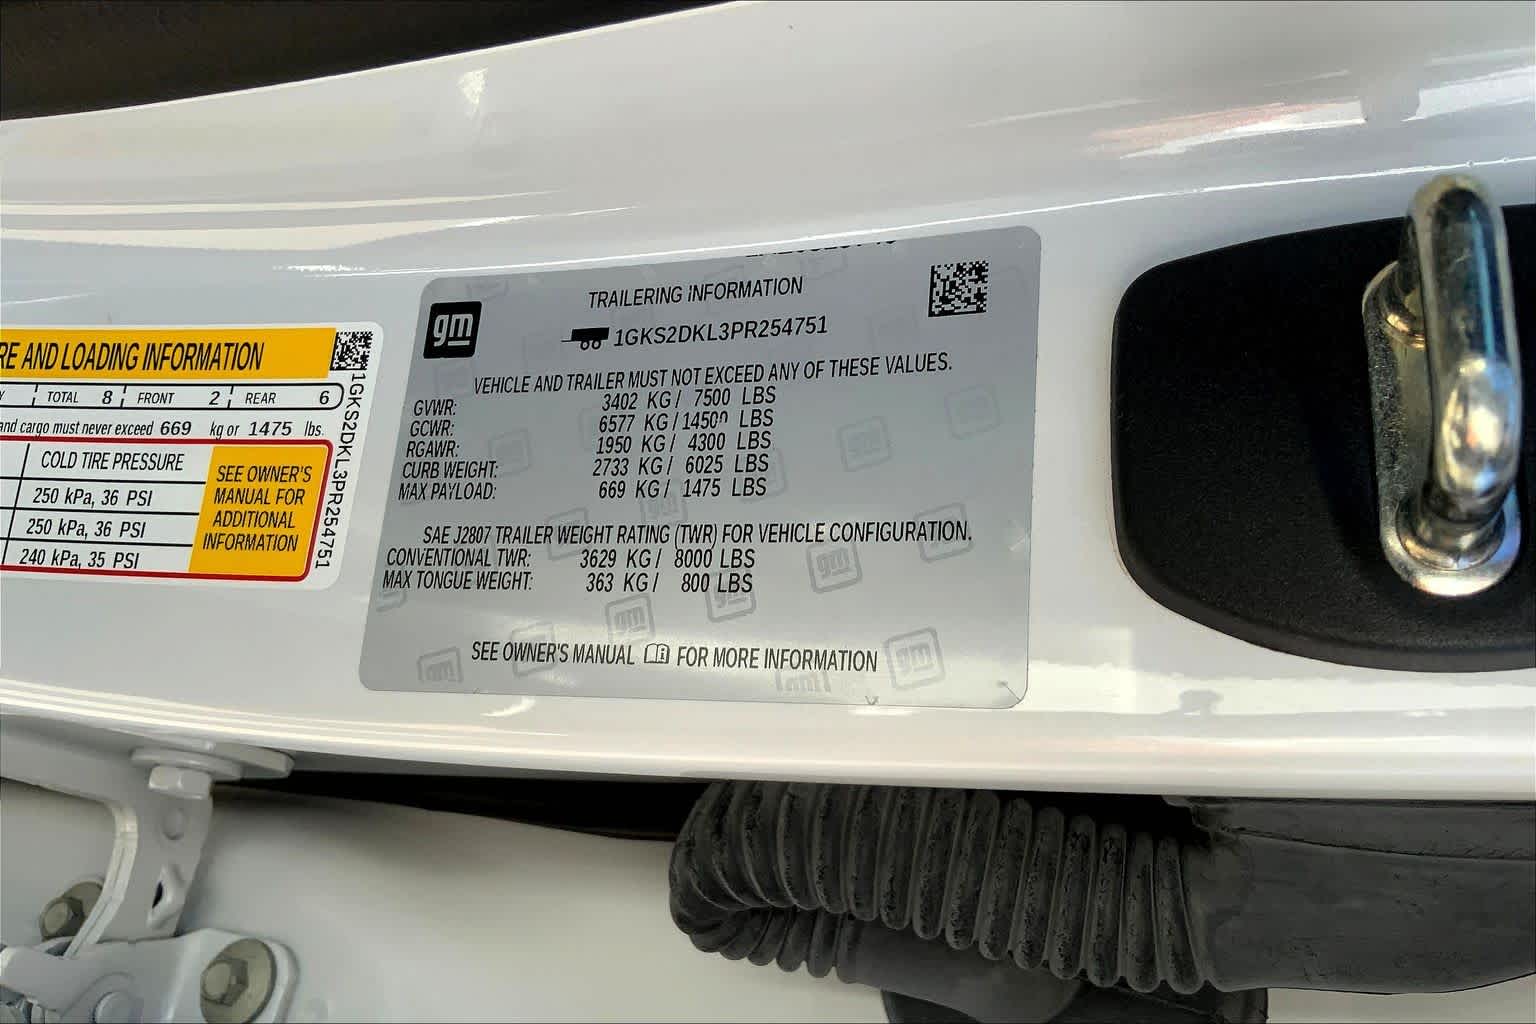 RE AND LOADING INFORMATION
Y TOTAL 8 FRONT 2 REAR 6
and cargo must never exceed 669 kg or 1475 lbs.
COLD TIRE PRESSURE
250 kPa, 36 PSI
250 kPa, 36 PSI
240 kPa, 35 PSI
SEE OWNER'S
MANUAL FOR
ADDITIONAL
INFORMATION
1GKS2DKL3PR254751
gm
TRAILERING INFORMATION
1GKS2DKL3PR254751
VEHICLE AND TRAILER MUST NOT EXCEED ANY OF THESE VALUES.
GVWR: 3402 KG/ 7500 LBS
GCWR: 6577 KG/ 14500 LBS
RGAWR: 1950 KG/ 4300 LBS
CURB WEIGHT: 2733 KG/ 6025 LBS
MAX PAYLOAD: 669 KG/ 1475 LBS
SAE J2807 TRAILER WEIGHT RATING (TWR) FOR VEHICLE CONFIGURATION.
CONVENTIONAL TWR: 3629 KG/ 8000 LBS
MAX TONGUE WEIGHT: 363 KG/ 800 LBS
SEE OWNER'S MANUAL FOR MORE INFORMATION